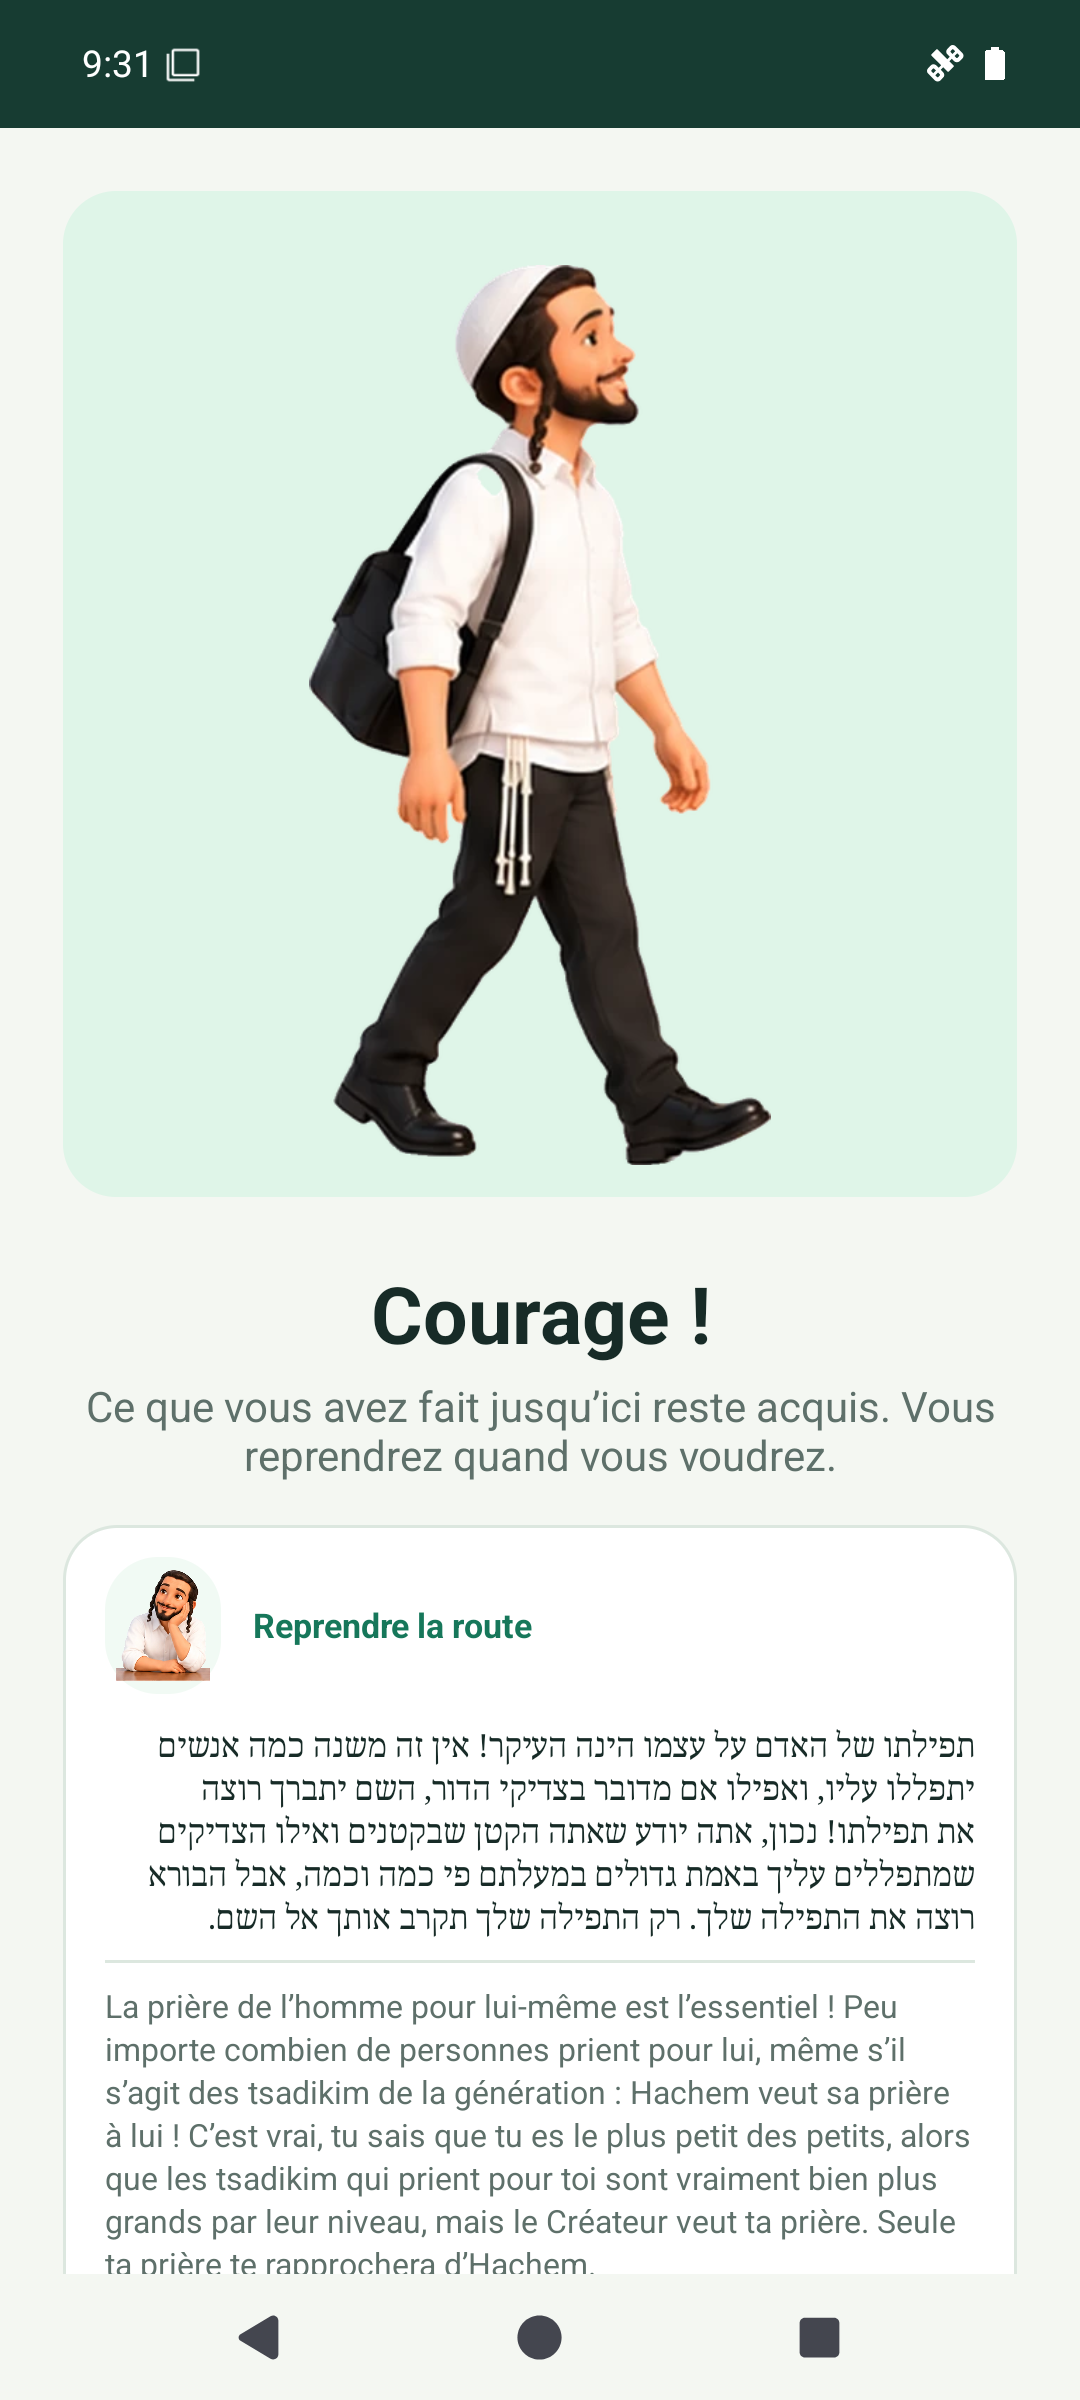 9:31
Courage !
Ce que vous avez fait jusqu’ici reste acquis. Vous
reprendrez quand vous voudrez.
Reprendre la route
תפילתו של האדם על עצמו הינה העיקר! אין זה משנה כמה אנשים
יתפללו עליו, ואפילו אם מדובר בצדיקי הדור, השם יתברך רוצה
את תפילתו! נכון, אתה יודע שאתה הקטן שבקטנים ואילו הצדיקים
שמתפללים עליך באמת גדולים במעלתם פי כמה וכמה, אבל הבורא
רוצה את התפילה שלך. רק התפילה שלך תקרב אותך אל השם.
La prière de l’homme pour lui-même est l’essentiel ! Peu
importe combien de personnes prient pour lui, même s’il
s’agit des tsadikim de la génération : Hachem veut sa prière
à lui ! C’est vrai, tu sais que tu es le plus petit des petits, alors
que les tsadikim qui prient pour toi sont vraiment bien plus
grands par leur niveau, mais le Créateur veut ta prière. Seule
ta prière te rapprochera d’Hachem.